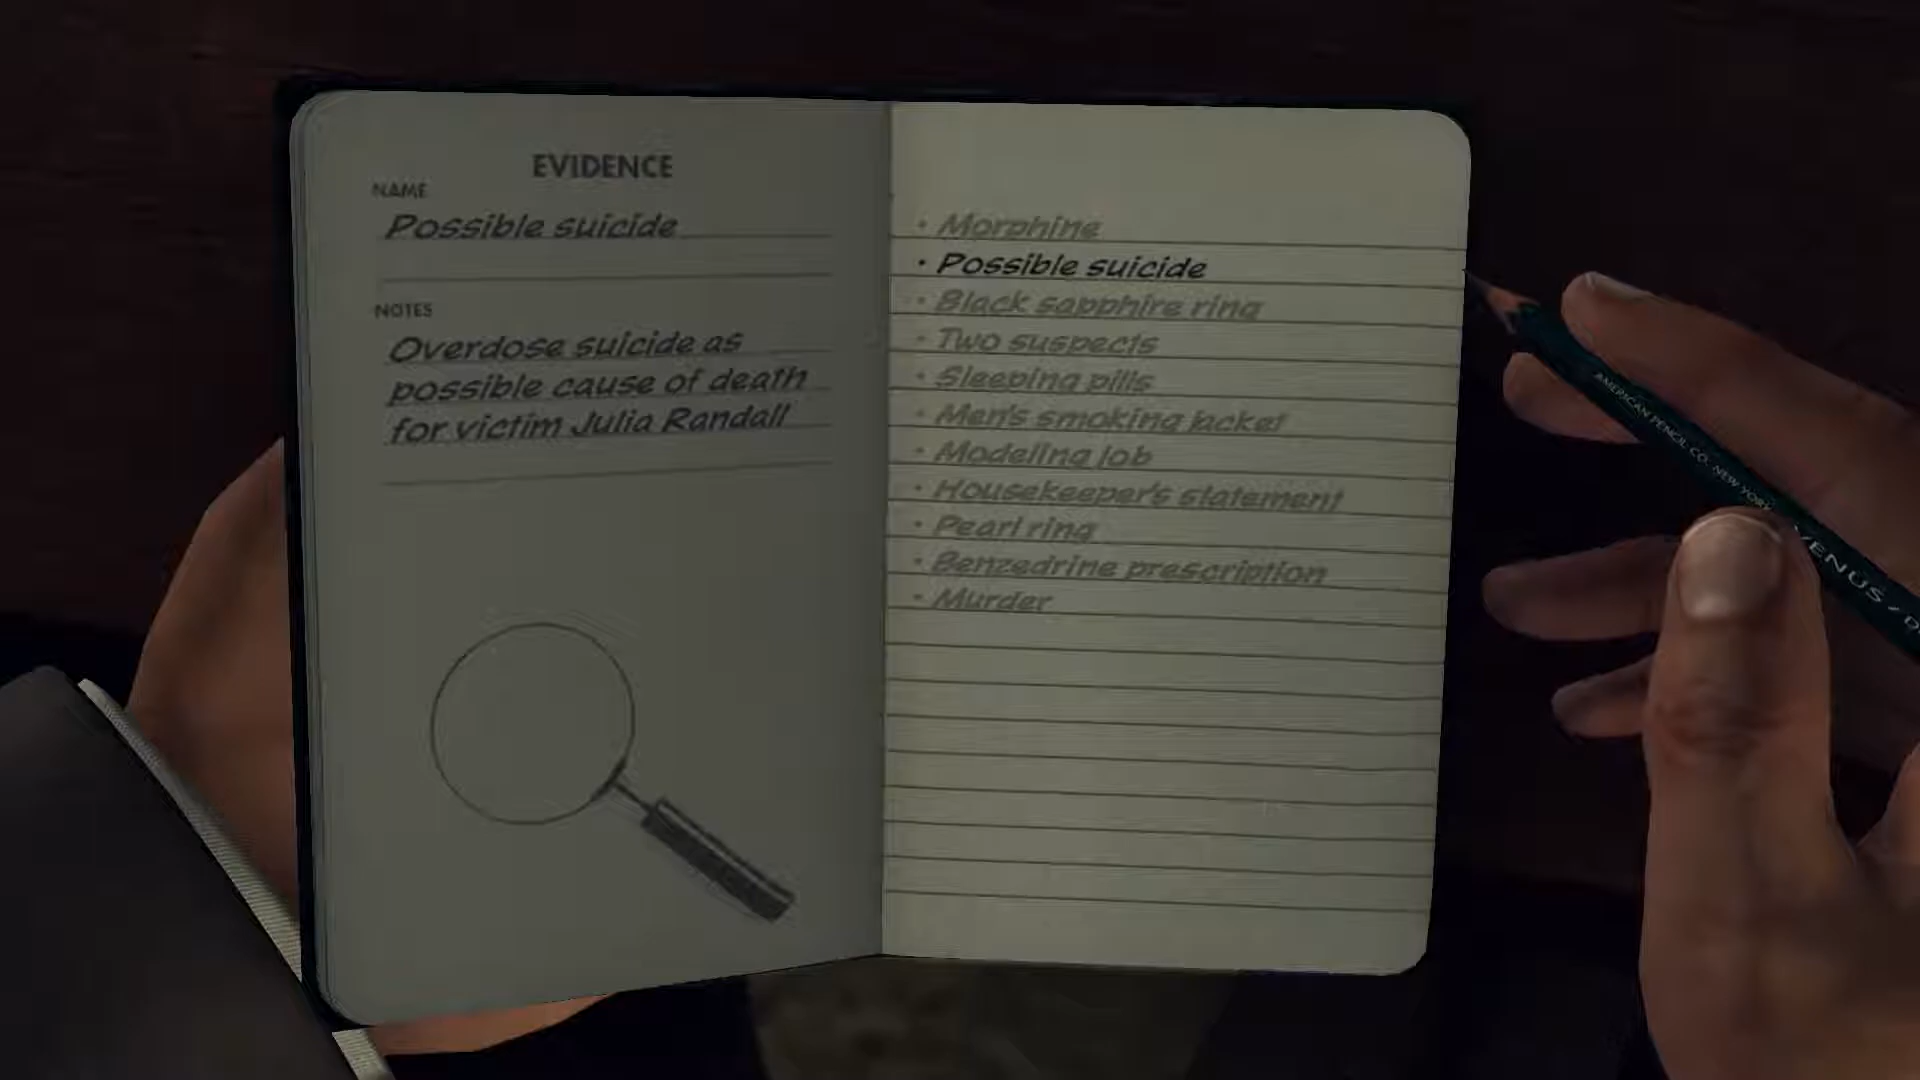 EVIDENCE
NAME
Possible suicide
NOTES
Overdose suicide as
possible cause of death
for victim Julia Randall
• Morphine
• Possible suicide
• Black sapphire ring
• Two suspects
• Sleeping pills
• Men's smoking jacket
• Modeling job
• Housekeeper's statement
• Pearl ring
• Benzedrine prescription
• Murder
AMERICAN PENCIL CO. NEW YORK
VENUS